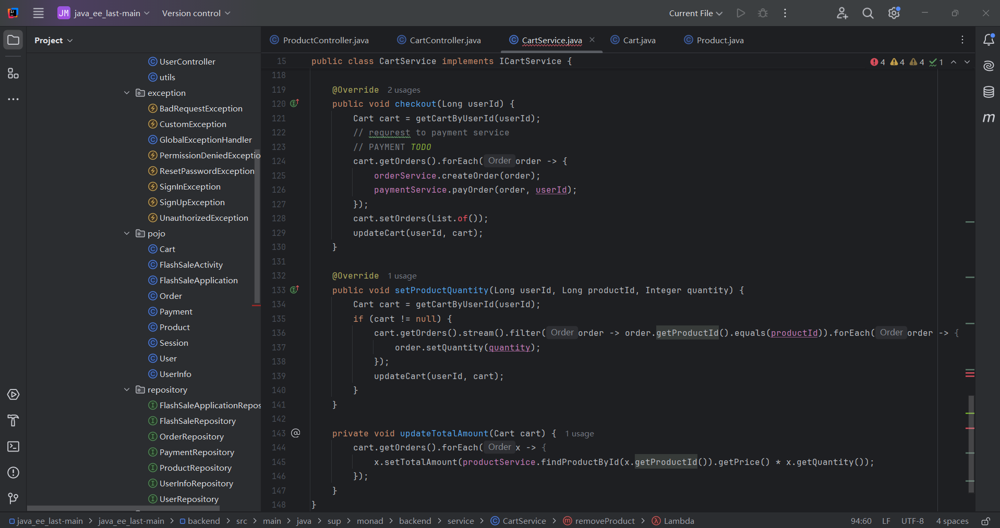 JM java_ee_last-main Version control Current File
Project
UserController
utils
exception
BadRequestException
CustomException
GlobalExceptionHandler
PermissionDeniedExceptio
ResetPasswordException
SignInException
SignUpException
UnauthorizedException
pojo
Cart
FlashSaleActivity
FlashSaleApplication
Order
Payment
Product
Session
User
UserInfo
repository
FlashSaleApplicationRepos
FlashSaleRepository
OrderRepository
PaymentRepository
ProductRepository
UserInfoRepository
UserRepository
ProductController.java CartController.java CartService.java Cart.java Product.java
15 public class CartService implements ICartService { 4 4 4 1
118
119 @Override 2 usages
120 public void checkout(Long userId) {
121 Cart cart = getCartByUserId(userId);
122 // requrest to payment service
123 // PAYMENT TODO
124 cart.getOrders().forEach( Order order -> {
125 orderService.createOrder(order);
126 paymentService.payOrder(order, userId);
127 });
128 cart.setOrders(List.of());
129 updateCart(userId, cart);
130 }
131
132 @Override 1 usage
133 public void setProductQuantity(Long userId, Long productId, Integer quantity) {
134 Cart cart = getCartByUserId(userId);
135 if (cart != null) {
136 cart.getOrders().stream().filter( Order order -> order.getProductId().equals(productId)).forEach( Order order -> {
137 order.setQuantity(quantity);
138 });
139 updateCart(userId, cart);
140 }
141 }
142
143 private void updateTotalAmount(Cart cart) { 1 usage
144 cart.getOrders().forEach( Order x -> {
145 x.setTotalAmount(productService.findProductById(x.getProductId()).getPrice() * x.getQuantity());
146 });
147 }
148 }
java_ee_last-main > java_ee_last-main > backend > src > main > java > sup > monad > backend > service > CartService > removeProduct > Lambda 94:60 LF UTF-8 4 spaces